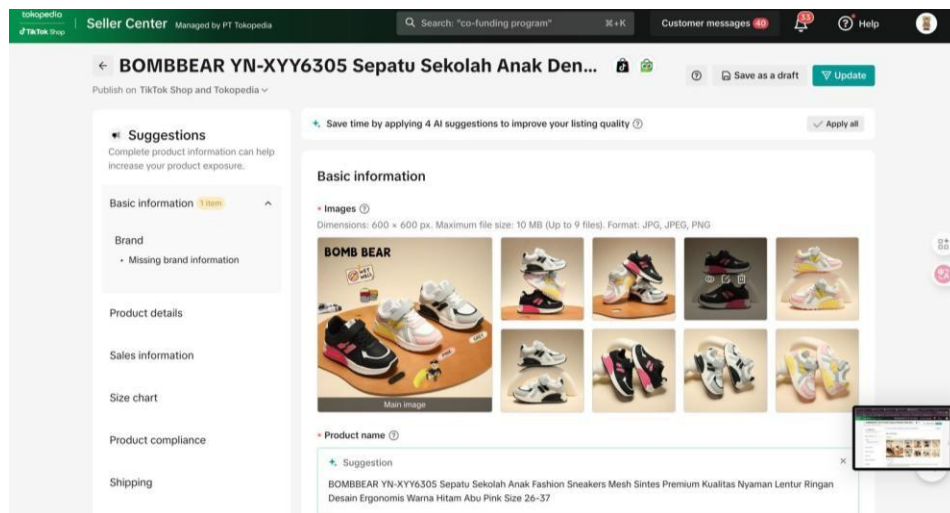 tokopedia
TikTok Shop
Seller Center Managed by PT Tokopedia
Search: "co-funding program" ⌘+K
Customer messages 40
33
Help
BOMBBEAR YN-XYY6305 Sepatu Sekolah Anak Den...
Save as a draft
Update
Publish on TikTok Shop and Tokopedia
Suggestions
Complete product information can help
increase your product exposure.
Basic information 1 item
Brand
• Missing brand information
Product details
Sales information
Size chart
Product compliance
Shipping
Save time by applying 4 AI suggestions to improve your listing quality
Apply all
Basic information
* Images
Dimensions: 600 × 600 px. Maximum file size: 10 MB (Up to 9 files). Format: JPG, JPEG, PNG
BOMB BEAR
Main image
* Product name
Suggestion
BOMBBEAR YN-XYY6305 Sepatu Sekolah Anak Fashion Sneakers Mesh Sintes Premium Kualitas Nyaman Lentur Ringan
Desain Ergonomis Warna Hitam Abu Pink Size 26-37